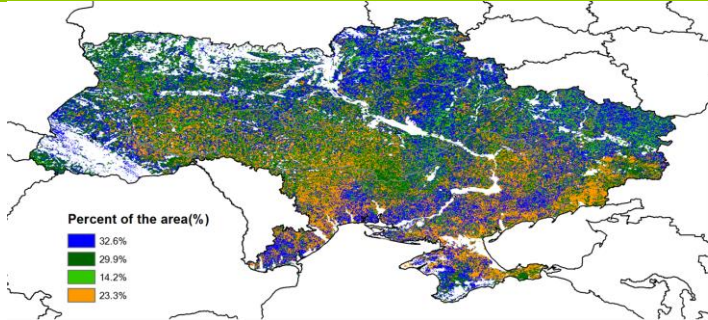 Percent of the area(%)
32.6%
29.9%
14.2%
23.3%